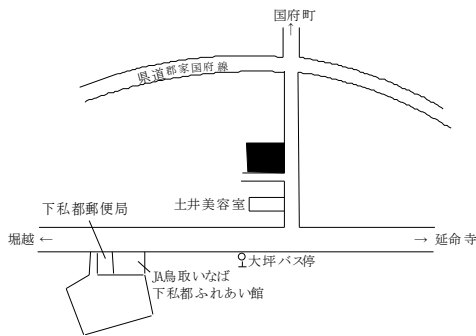 国府町
↑
県道郡家国府線
土井美容室
下私都郵便局
堀越 ←
→ 延命寺
大坪バス停
JA鳥取いなば
下私都ふれあい館